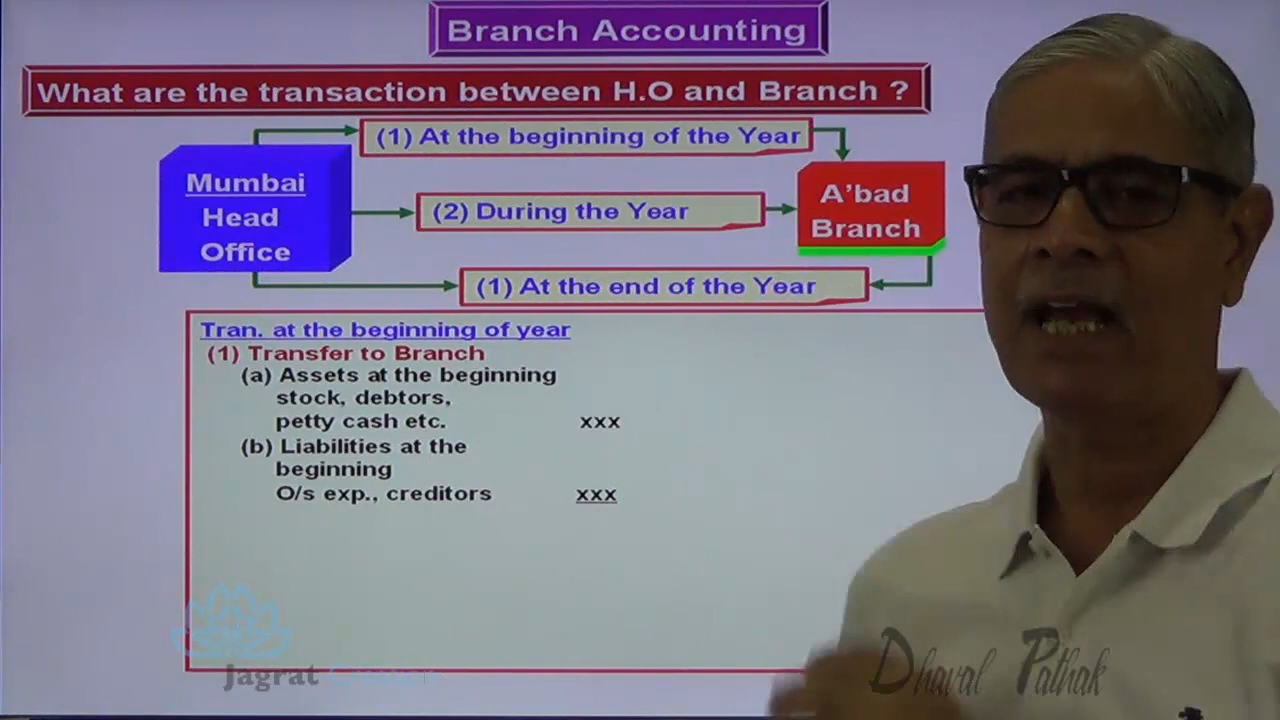 Branch Accounting
What are the transaction between H.O and Branch ?
(1) At the beginning of the Year
Mumbai
Head
Office
(2) During the Year
A'bad
Branch
(1) At the end of the Year
Tran. at the beginning of year
(1) Transfer to Branch
(a) Assets at the beginning
stock, debtors,
petty cash etc. xxx
(b) Liabilities at the
beginning
O/s exp., creditors xxx
Jagrat Creation
Dhaval Pathak